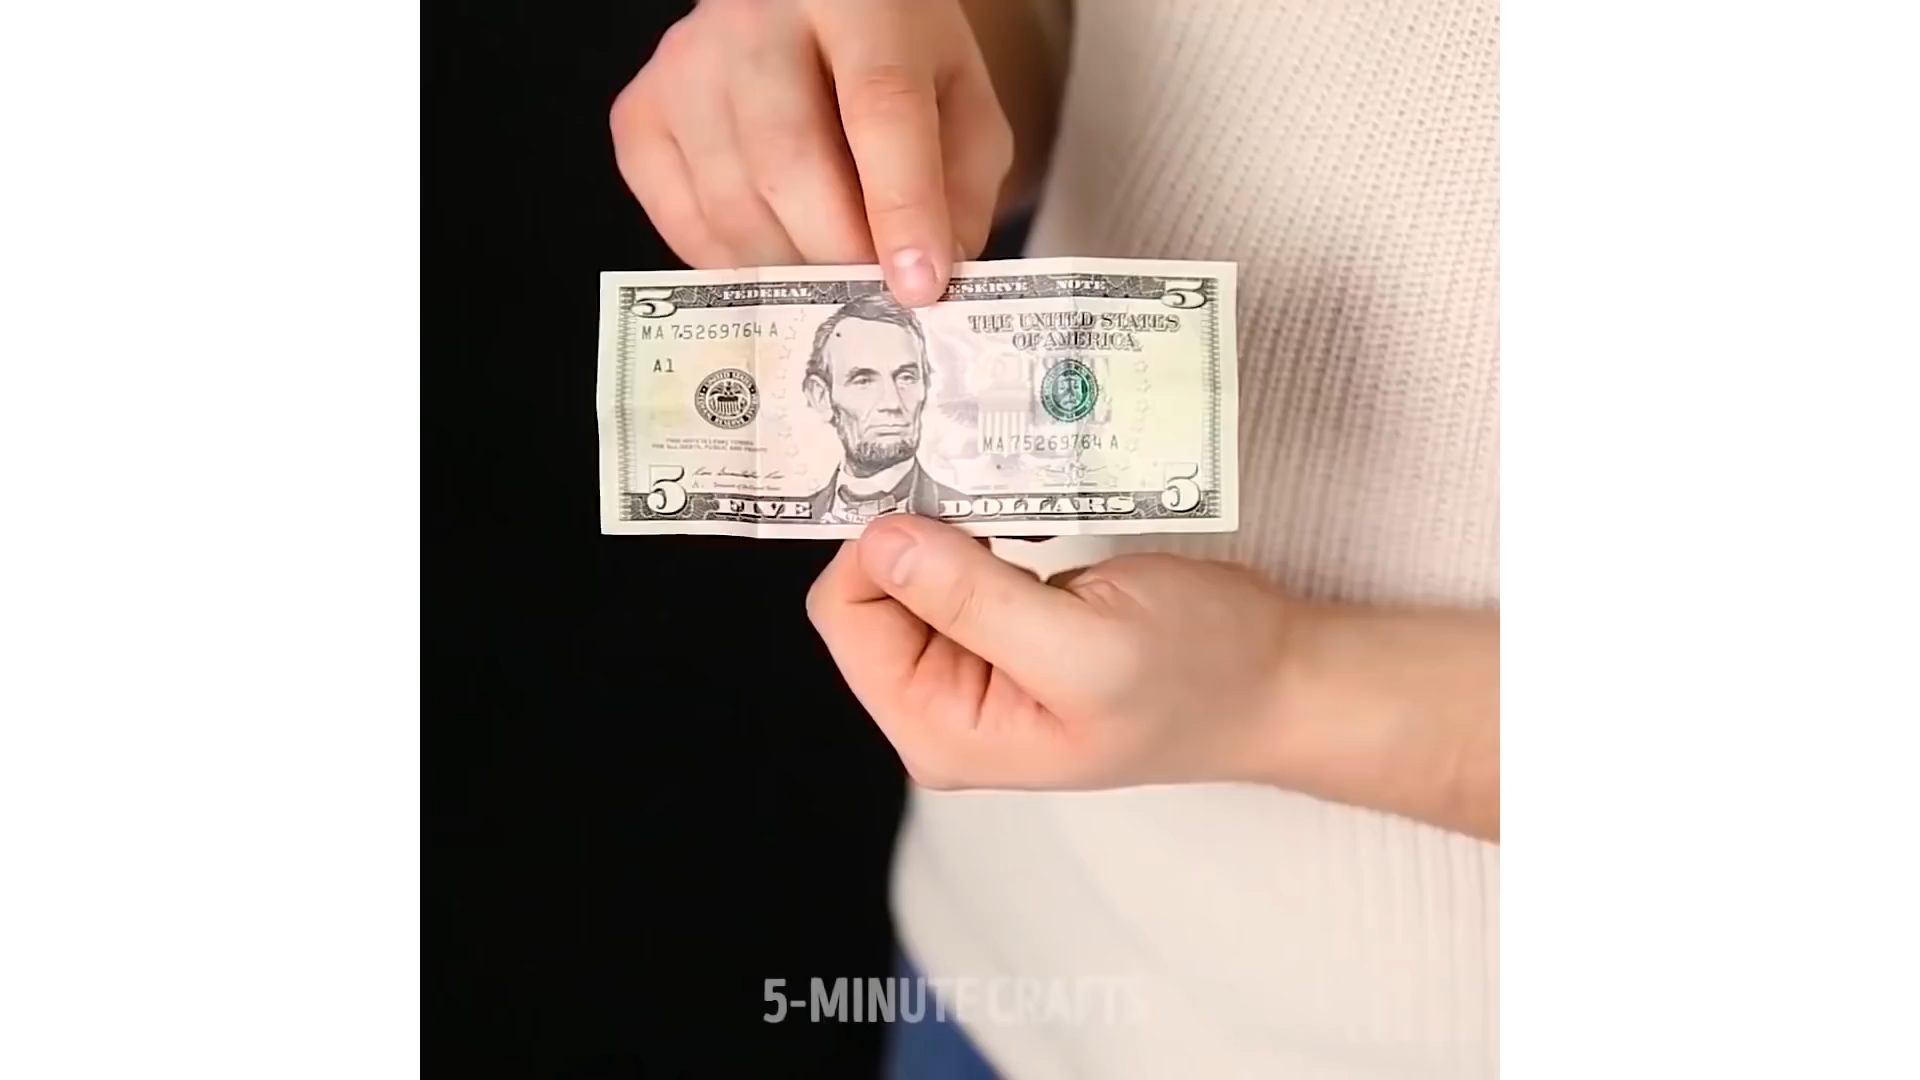 5 FEDERAL ESERVE NOTE 5
MA 75269764 A
THE UNITED STATES
OF AMERICA
A1
MA 75269764 A
5 FIVE DOLLARS 5
5-MINUTE CRAFTS